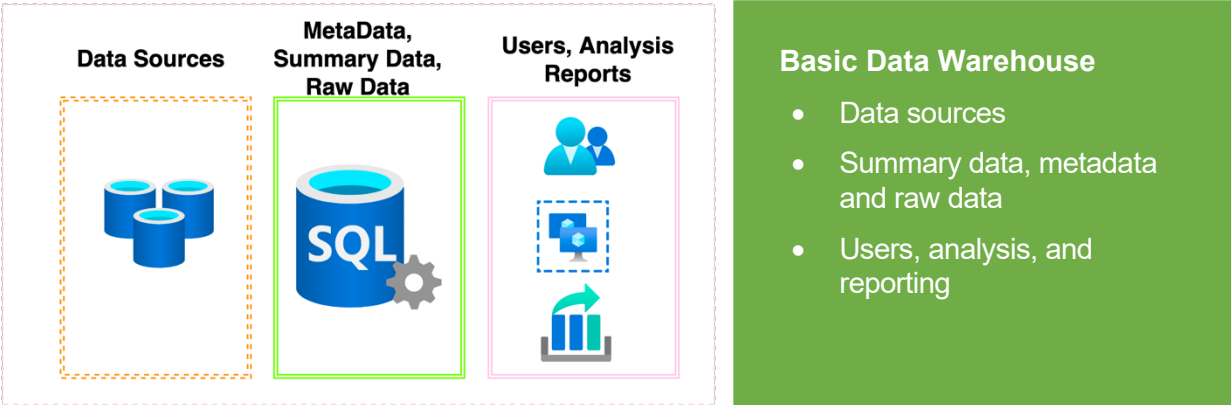 Data Sources
MetaData,
Summary Data,
Raw Data
Users, Analysis
Reports
SQL
Basic Data Warehouse
• Data sources
• Summary data, metadata
and raw data
• Users, analysis, and
reporting